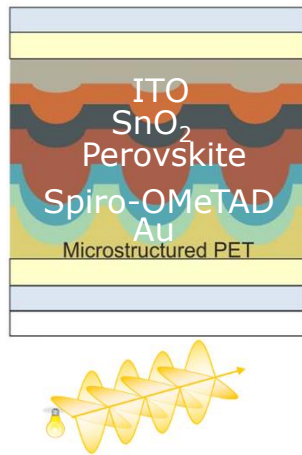 ITO
SnO₂
Perovskite
Spiro-OMeTAD
Au
Microstructured PET